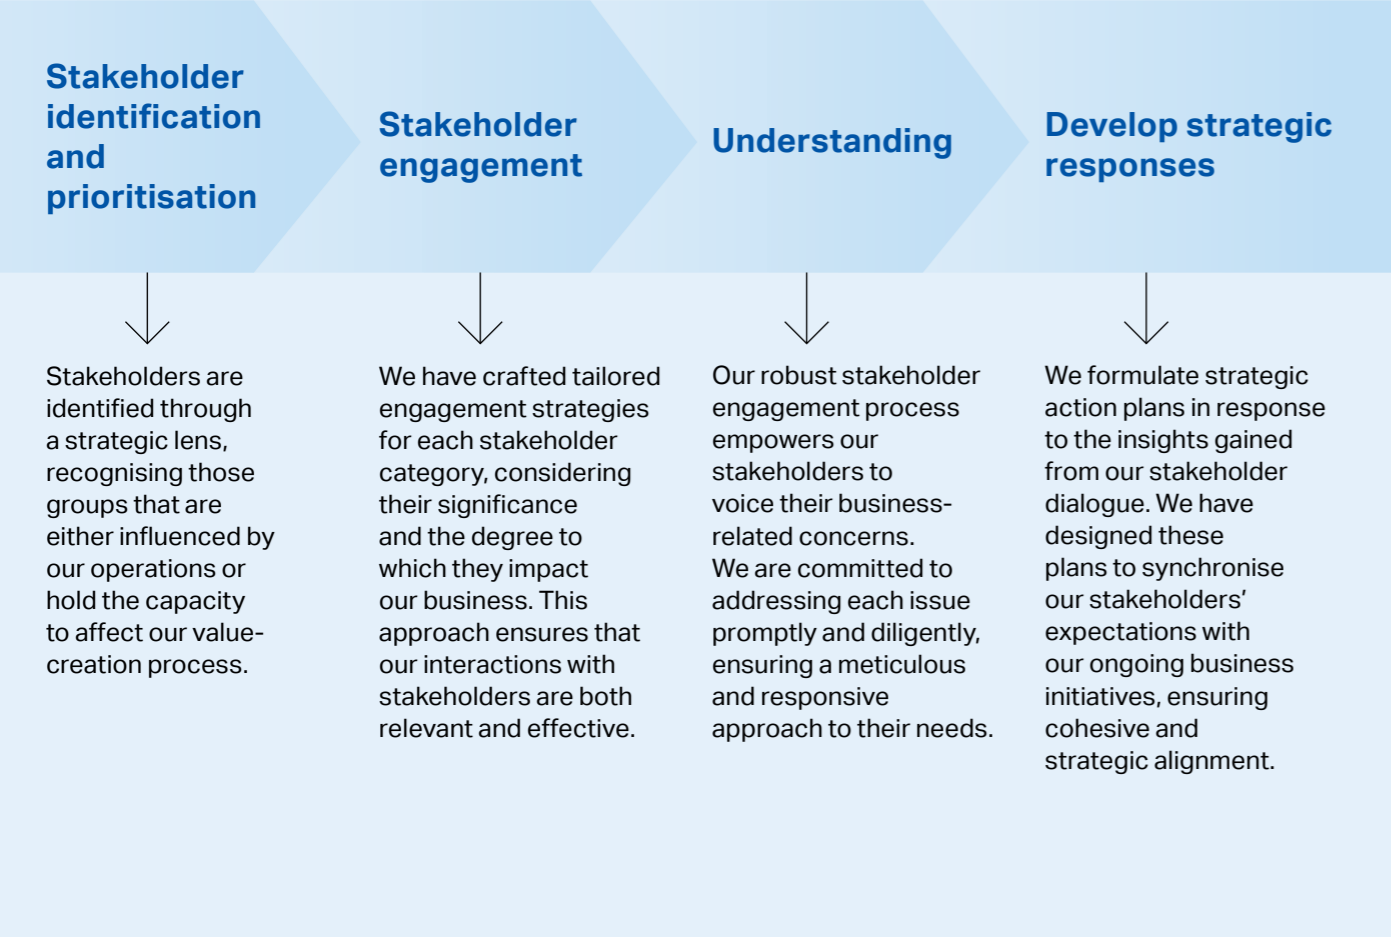 Stakeholder
identification
and
prioritisation
Stakeholder
engagement
Understanding
Develop strategic
responses
Stakeholders are
identified through
a strategic lens,
recognising those
groups that are
either influenced by
our operations or
hold the capacity
to affect our value-
creation process.
We have crafted tailored
engagement strategies
for each stakeholder
category, considering
their significance
and the degree to
which they impact
our business. This
approach ensures that
our interactions with
stakeholders are both
relevant and effective.
Our robust stakeholder
engagement process
empowers our
stakeholders to
voice their business-
related concerns.
We are committed to
addressing each issue
promptly and diligently,
ensuring a meticulous
and responsive
approach to their needs.
We formulate strategic
action plans in response
to the insights gained
from our stakeholder
dialogue. We have
designed these
plans to synchronise
our stakeholders’
expectations with
our ongoing business
initiatives, ensuring
cohesive and
strategic alignment.